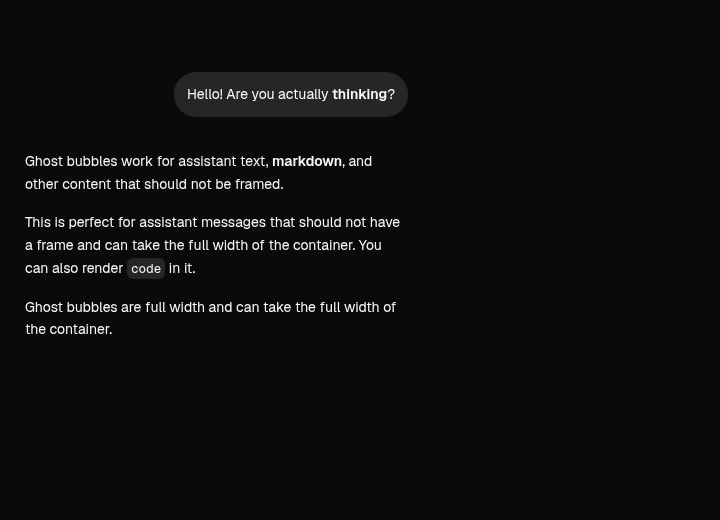 Hello! Are you actually thinking?
Ghost bubbles work for assistant text, markdown, and
other content that should not be framed.
This is perfect for assistant messages that should not have
a frame and can take the full width of the container. You
can also render code in it.
Ghost bubbles are full width and can take the full width of
the container.